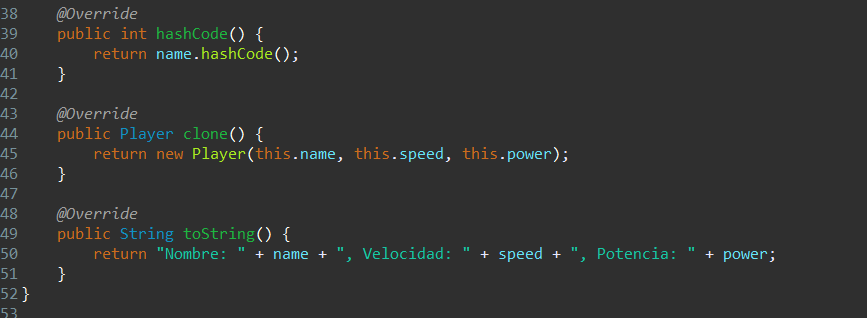 38     @Override
39     public int hashCode() {
40         return name.hashCode();
41     }
42
43     @Override
44     public Player clone() {
45         return new Player(this.name, this.speed, this.power);
46     }
47
48     @Override
49     public String toString() {
50         return "Nombre: " + name + ", Velocidad: " + speed + ", Potencia: " + power;
51     }
52 }
53